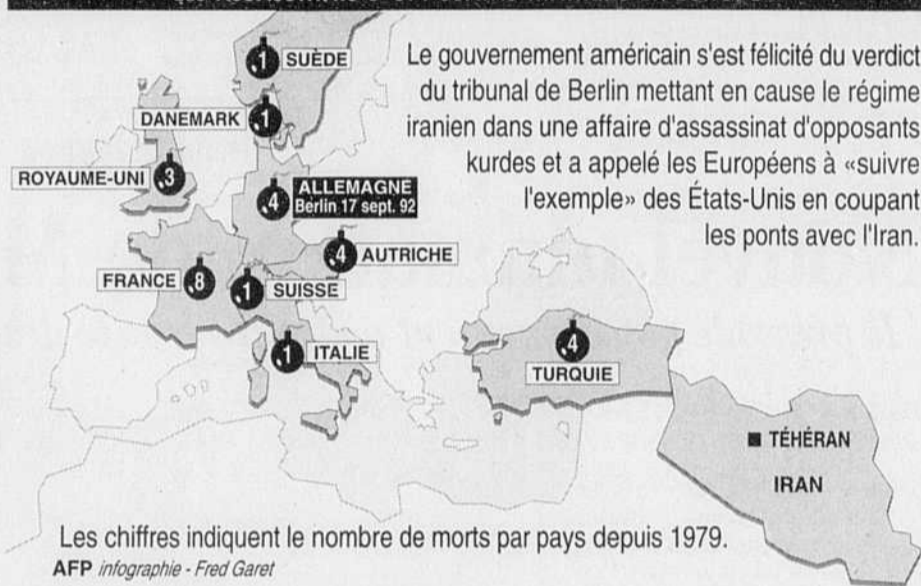 Le gouvernement américain s'est félicité du verdict
du tribunal de Berlin mettant en cause le régime
iranien dans une affaire d'assassinat d'opposants
kurdes et a appelé les Européens à «suivre
l'exemple» des États-Unis en coupant
les ponts avec l'Iran.
1 SUÈDE
DANEMARK 1
ROYAUME-UNI 3
4 ALLEMAGNE
Berlin 17 sept. 92
4 AUTRICHE
FRANCE 8
1 SUISSE
1 ITALIE
4
TURQUIE
TÉHÉRAN
IRAN
Les chiffres indiquent le nombre de morts par pays depuis 1979.
AFP infographie - Fred Garet